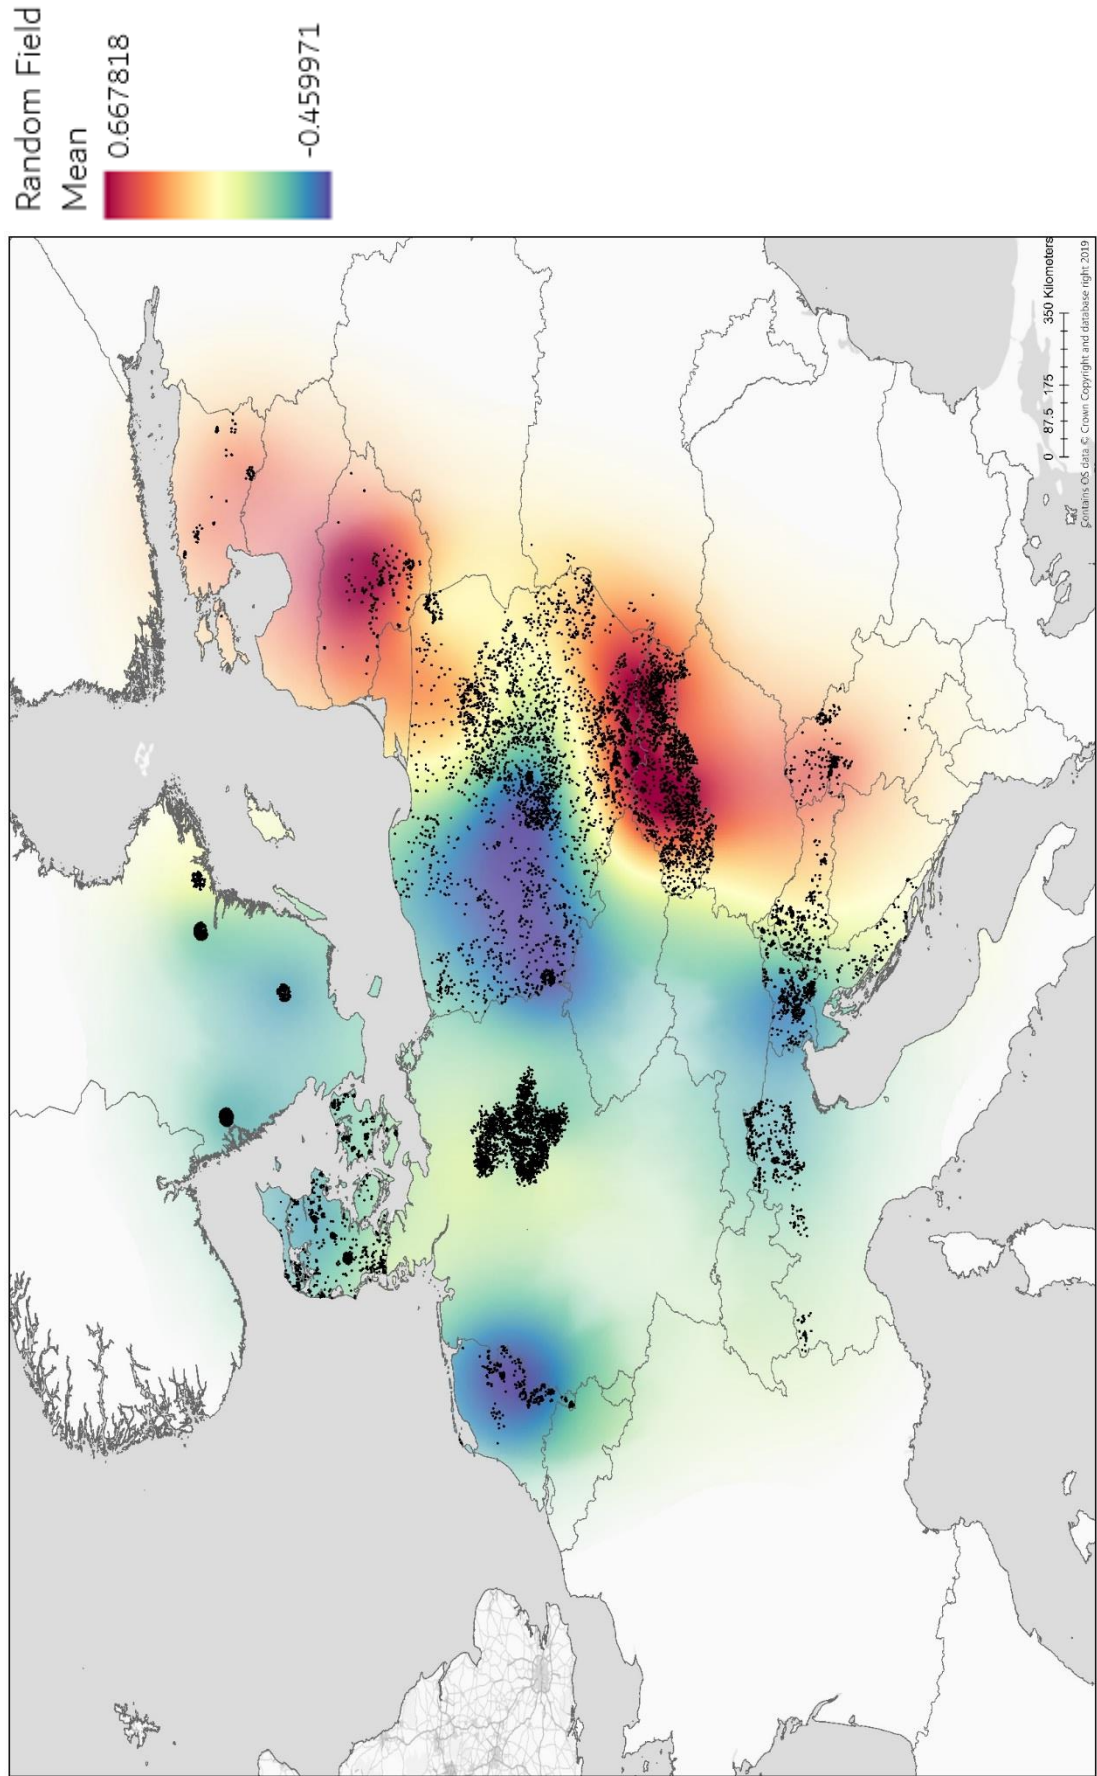 Random Field
Mean
0.667818
-0.459971
0 87.5 175 350 Kilometers
Contains OS data © Crown Copyright and database right 2019